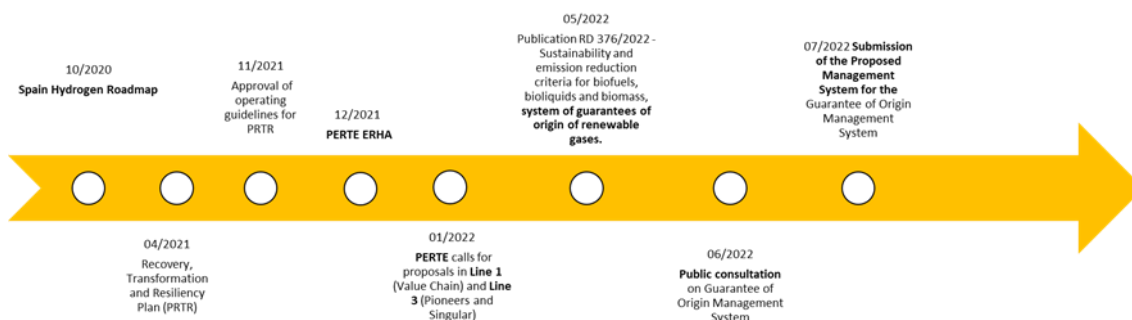 10/2020
Spain Hydrogen Roadmap
04/2021
Recovery,
Transformation
and Resiliency
Plan (PRTR)
11/2021
Approval of
operating
guidelines for
PRTR
12/2021
PERTE ERHA
01/2022
PERTE calls for
proposals in Line 1
(Value Chain) and Line
3 (Pioneers and
Singular)
05/2022
Publication RD 376/2022 -
Sustainability and
emission reduction
criteria for biofuels,
bioliquids and biomass,
system of guarantees of
origin of renewable
gases.
06/2022
Public consultation
on Guarantee of
Origin Management
System
07/2022 Submission
of the Proposed
Management
System for the
Guarantee of Origin
Management
System